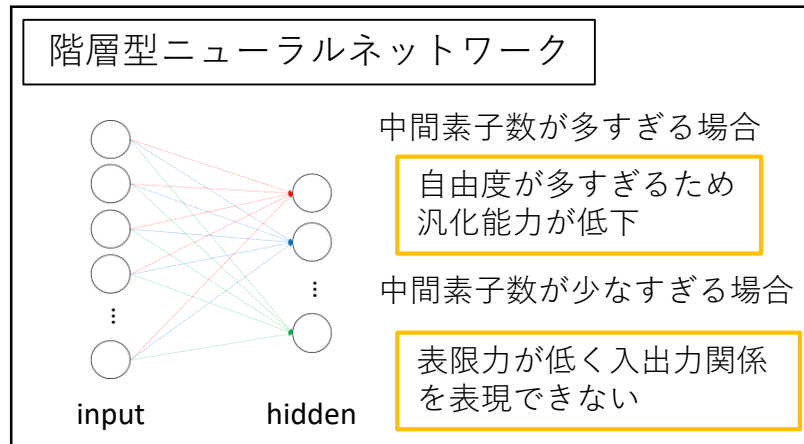 階層型ニューラルネットワーク
中間素子数が多すぎる場合
自由度が多すぎるため
汎化能力が低下
中間素子数が少なすぎる場合
表限力が低く入出力関係
を表現できない
input
hidden